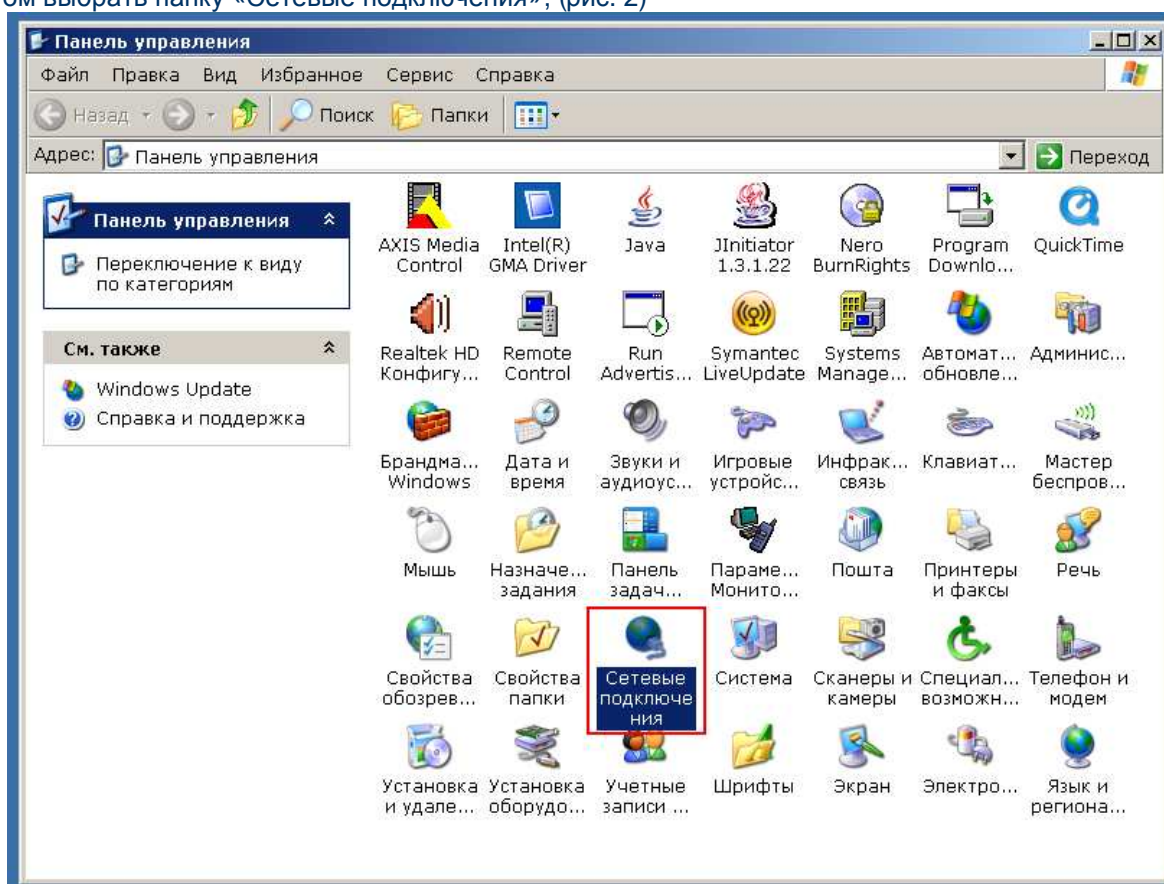 ом выбрать папку «Сетевые подключения»; (рис. 2)
Панель управления
Файл Правка Вид Избранное Сервис Справка
Назад Поиск Папки
Адрес: Панель управления Переход
Панель управления
Переключение к виду
по категориям
См. также
Windows Update
Справка и поддержка
AXIS Media Intel(R) Java JInitiator Nero Program QuickTime
Control GMA Driver 1.3.1.22 BurnRights Downlo...
Realtek HD Remote Run Symantec Systems Автомат... Админис...
Конфигу... Control Advertis... LiveUpdate Manage... обновле...
Брандма... Дата и Звуки и Игровые Инфрак... Клавиат... Мастер
Windows время аудиоус... устройс... связь беспров...
Мышь Назначе... Панель Параме... Почта Принтеры Речь
задания задач... Монито... и факсы
Свойства Свойства Сетевые Система Сканеры и Специал... Телефон и
обозрев... папки подключе камеры возможн... модем
ния
Установка Установка Учетные Шрифты Экран Электро... Язык и
и удале... оборудо... записи ... региона...